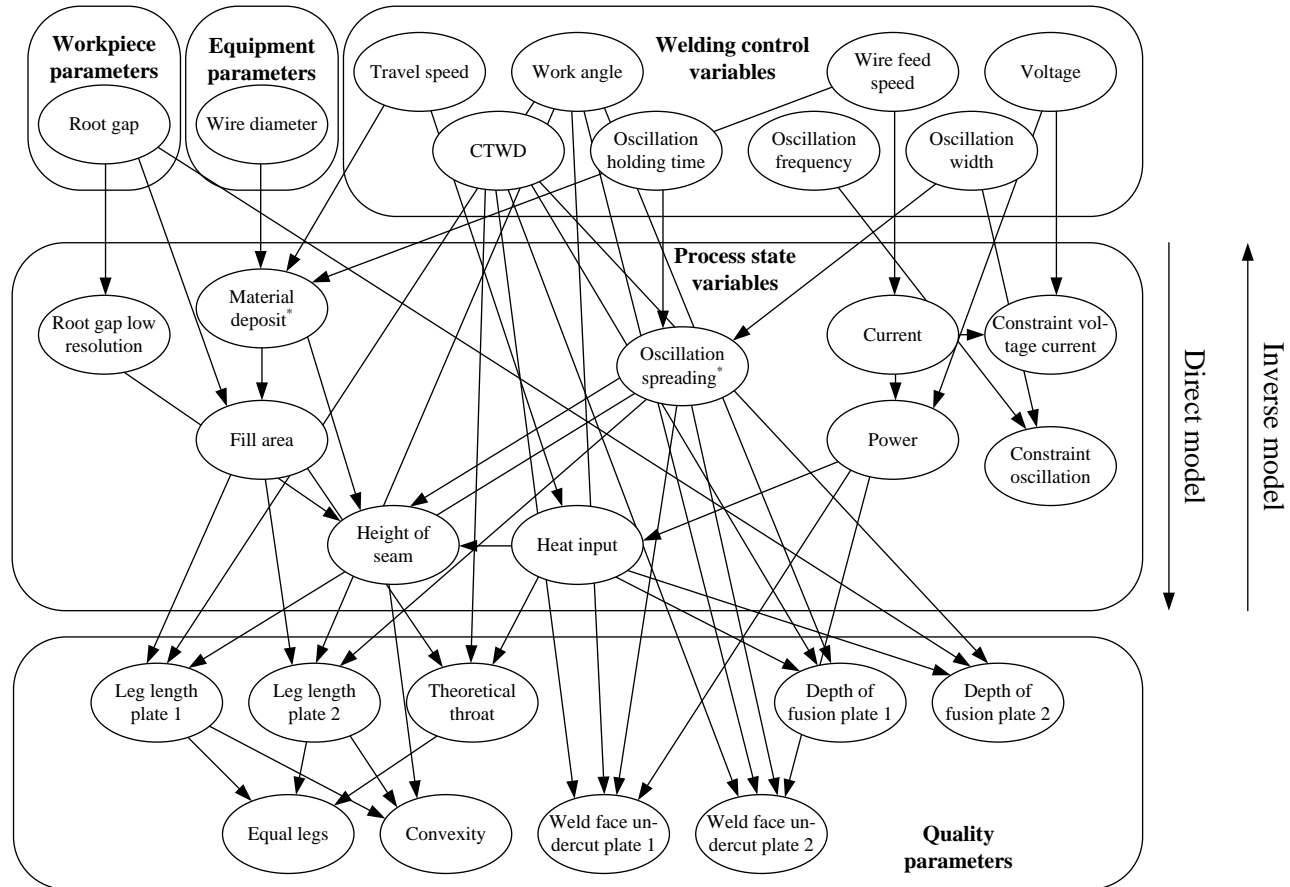 Workpiece
parameters
Root gap
Equipment
parameters
Wire diameter
Welding control
variables
Travel speed
Work angle
Wire feed
speed
Voltage
CTWD
Oscillation
holding time
Oscillation
frequency
Oscillation
width
Process state
variables
Root gap low
resolution
Material
deposit*
Oscillation
spreading*
Current
Constraint vol-
tage current
Fill area
Power
Constraint
oscillation
Height of
seam
Heat input
Direct model
Inverse model
Leg length
plate 1
Leg length
plate 2
Theoretical
throat
Depth of
fusion plate 1
Depth of
fusion plate 2
Equal legs
Convexity
Weld face un-
dercut plate 1
Weld face un-
dercut plate 2
Quality
parameters